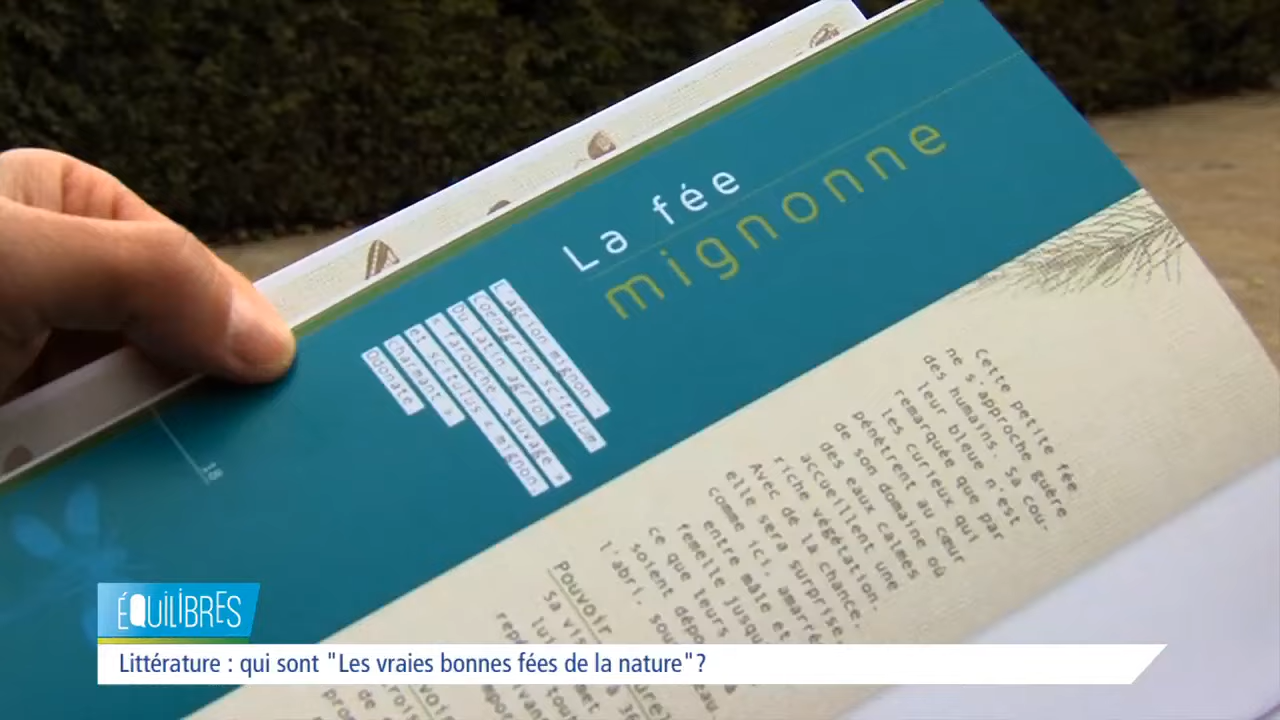 La fée
mignonne
L'agrion mignon -
Coenagrion scitulum
Du latin agrion
« farouche, sauvage »
et scitulus « mignon,
charmant »
Odonate
18
Cette petite fée
ne s'approche guère
des humains. Sa cou-
leur bleue n'est
remarquée que par
les curieux qui
pénètrent au cœur
de son domaine où
des eaux calmes
accueillent une
riche végétation.
Avec de la chance,
elle sera surprise,
comme ici, amarré
entre mâle et
femelle jusqu
ce que leurs
soient dépo
l'abri, sou
Pouvoir
Sa vis
lui
ÉQUILIBRES
Littérature : qui sont "Les vraies bonnes fées de la nature"?